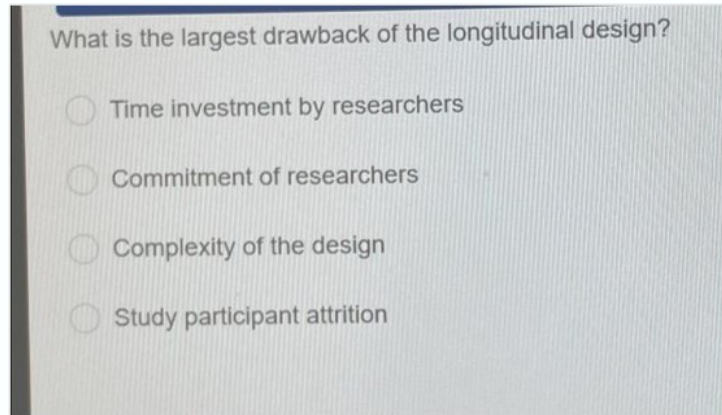 What is the largest drawback of the longitudinal design?
Time investment by researchers
Commitment of researchers
Complexity of the design
Study participant attrition